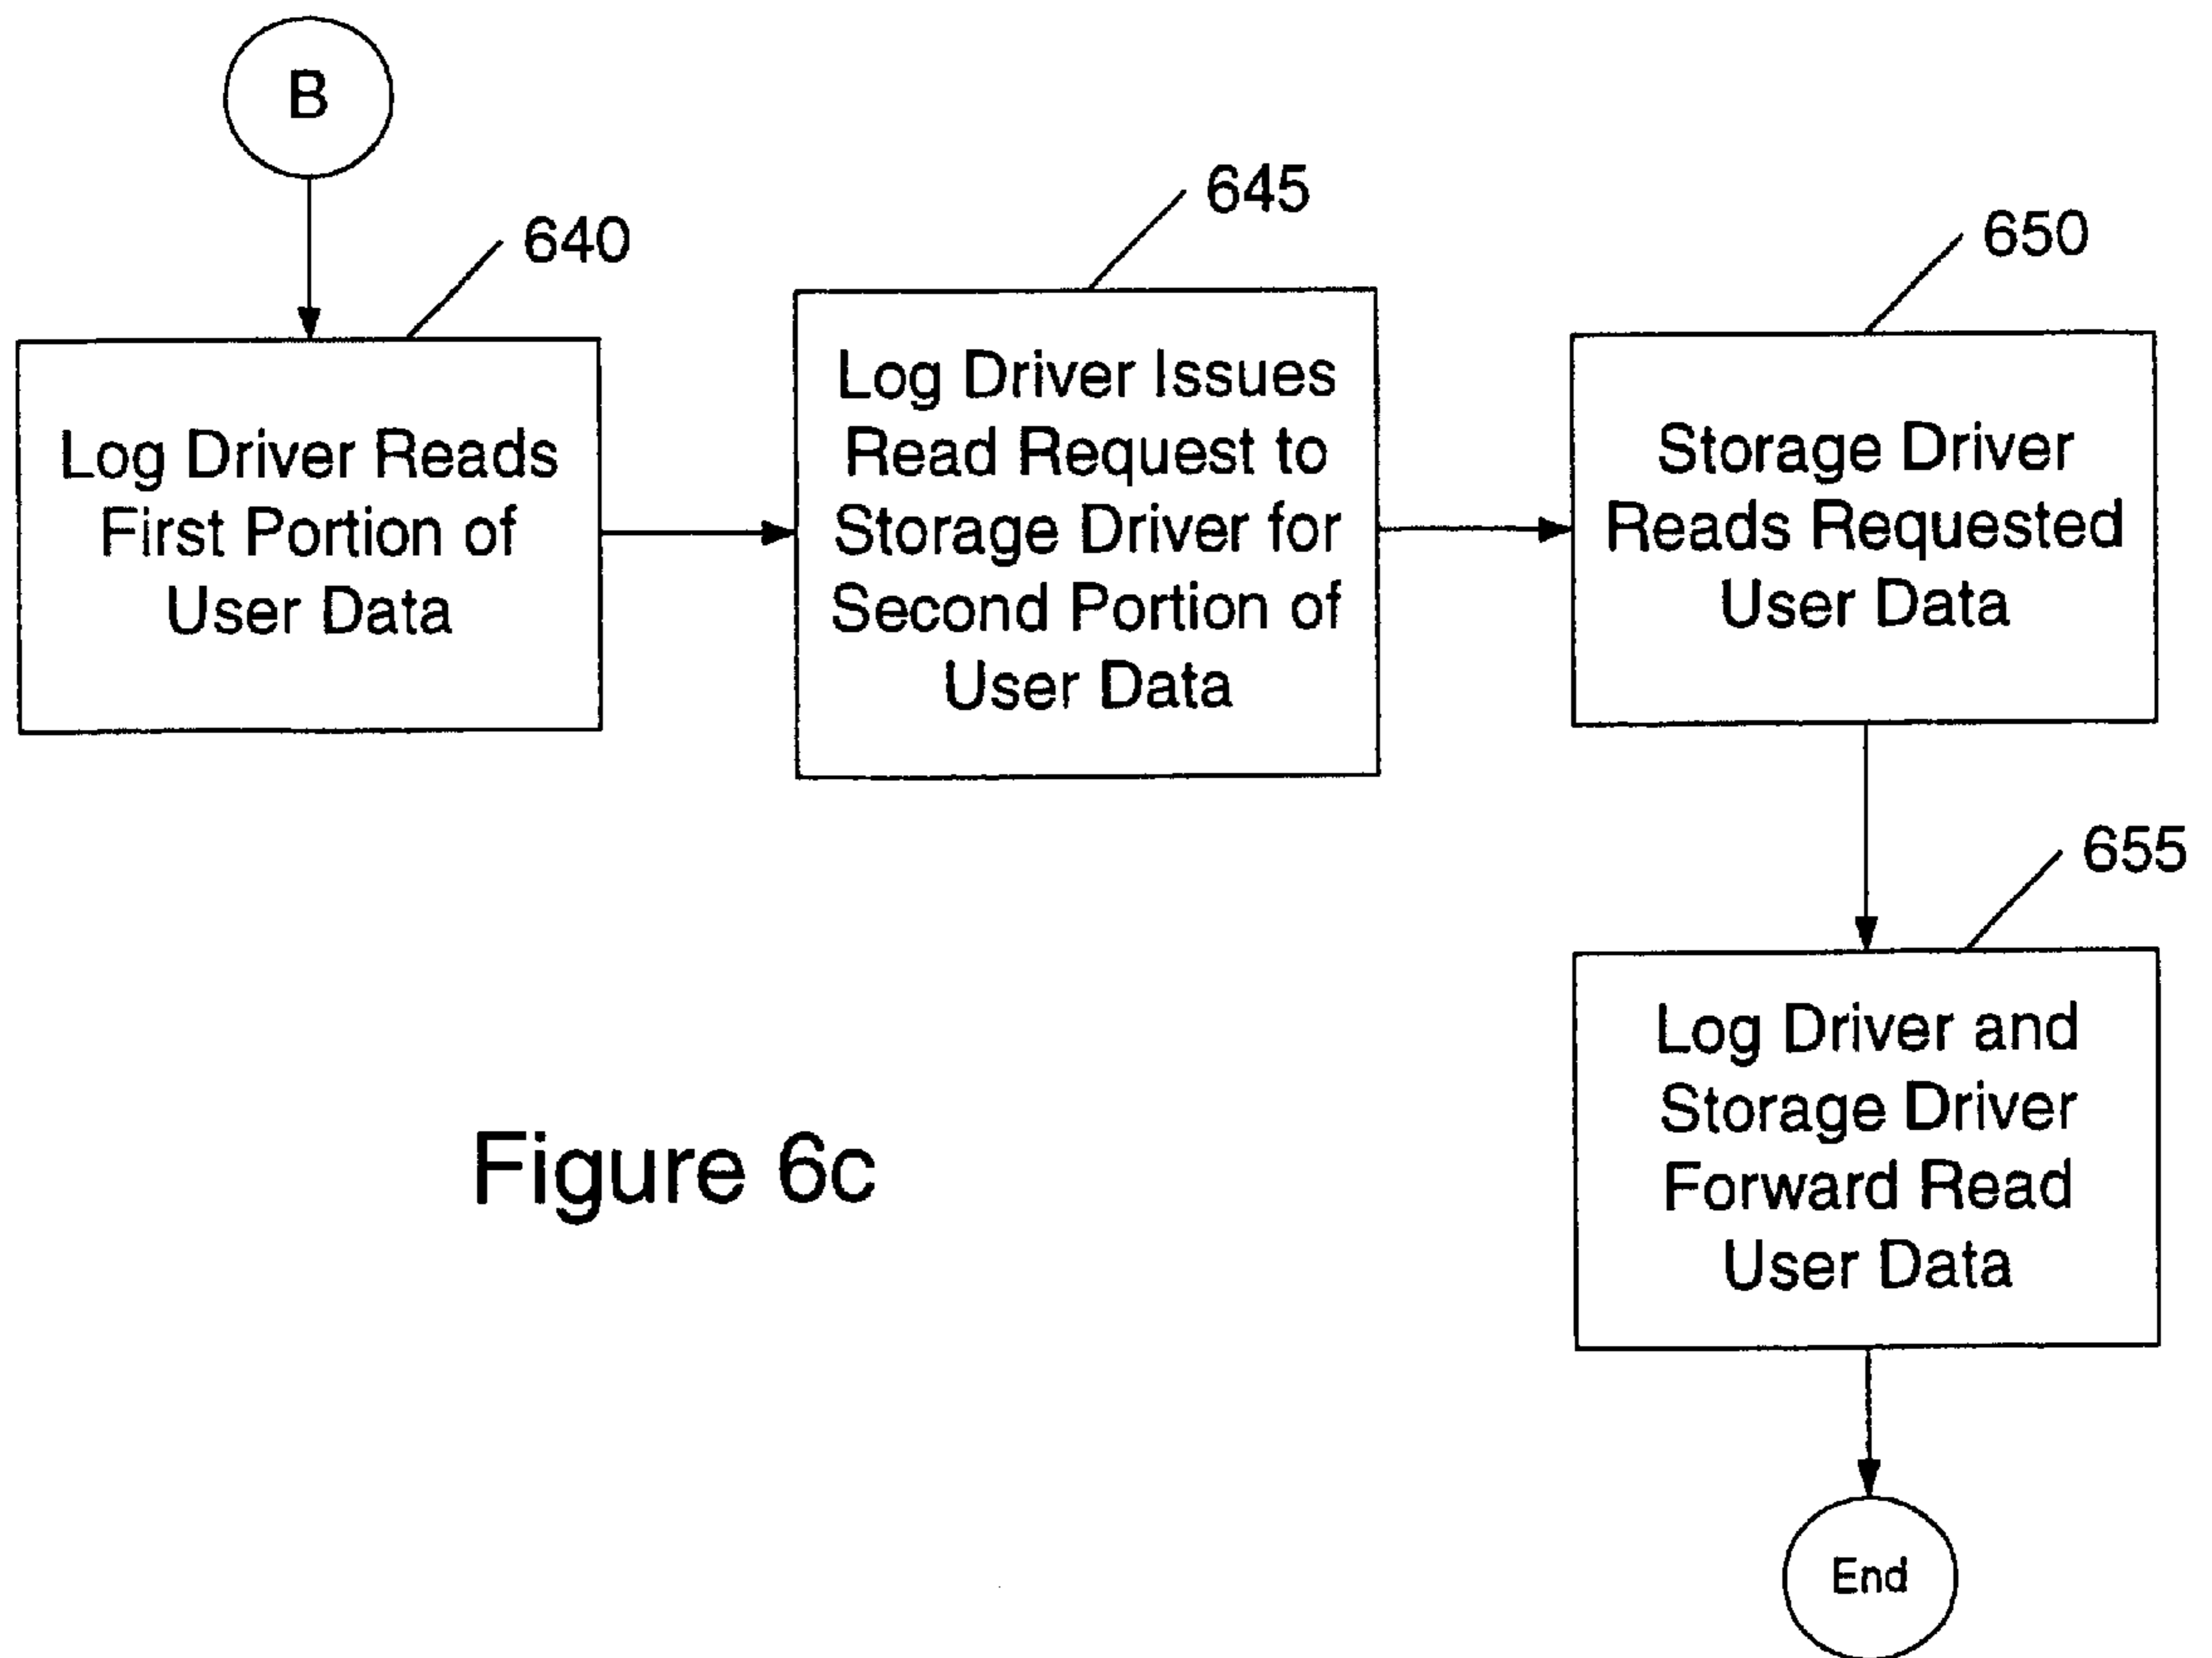 B
640
Log Driver Reads
First Portion of
User Data
645
Log Driver Issues
Read Request to
Storage Driver for
Second Portion of
User Data
650
Storage Driver
Reads Requested
User Data
655
Log Driver and
Storage Driver
Forward Read
User Data
Figure 6c
End